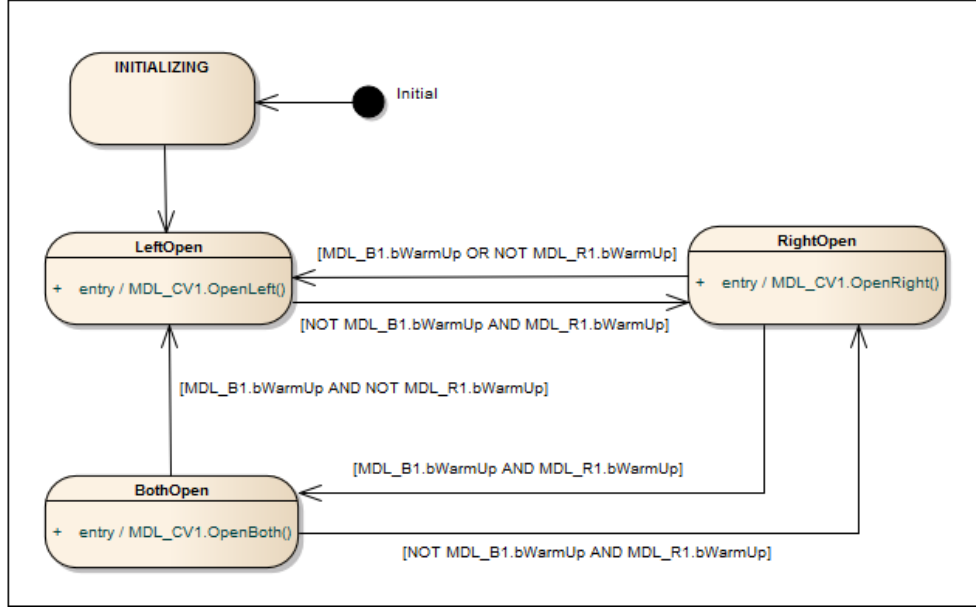 INITIALIZING
Initial
LeftOpen
+ entry / MDL_CV1.OpenLeft()
[MDL_B1.bWarmUp OR NOT MDL_R1.bWarmUp]
RightOpen
+ entry / MDL_CV1.OpenRight()
[NOT MDL_B1.bWarmUp AND MDL_R1.bWarmUp]
[MDL_B1.bWarmUp AND NOT MDL_R1.bWarmUp]
[MDL_B1.bWarmUp AND MDL_R1.bWarmUp]
BothOpen
+ entry / MDL_CV1.OpenBoth()
[NOT MDL_B1.bWarmUp AND MDL_R1.bWarmUp]